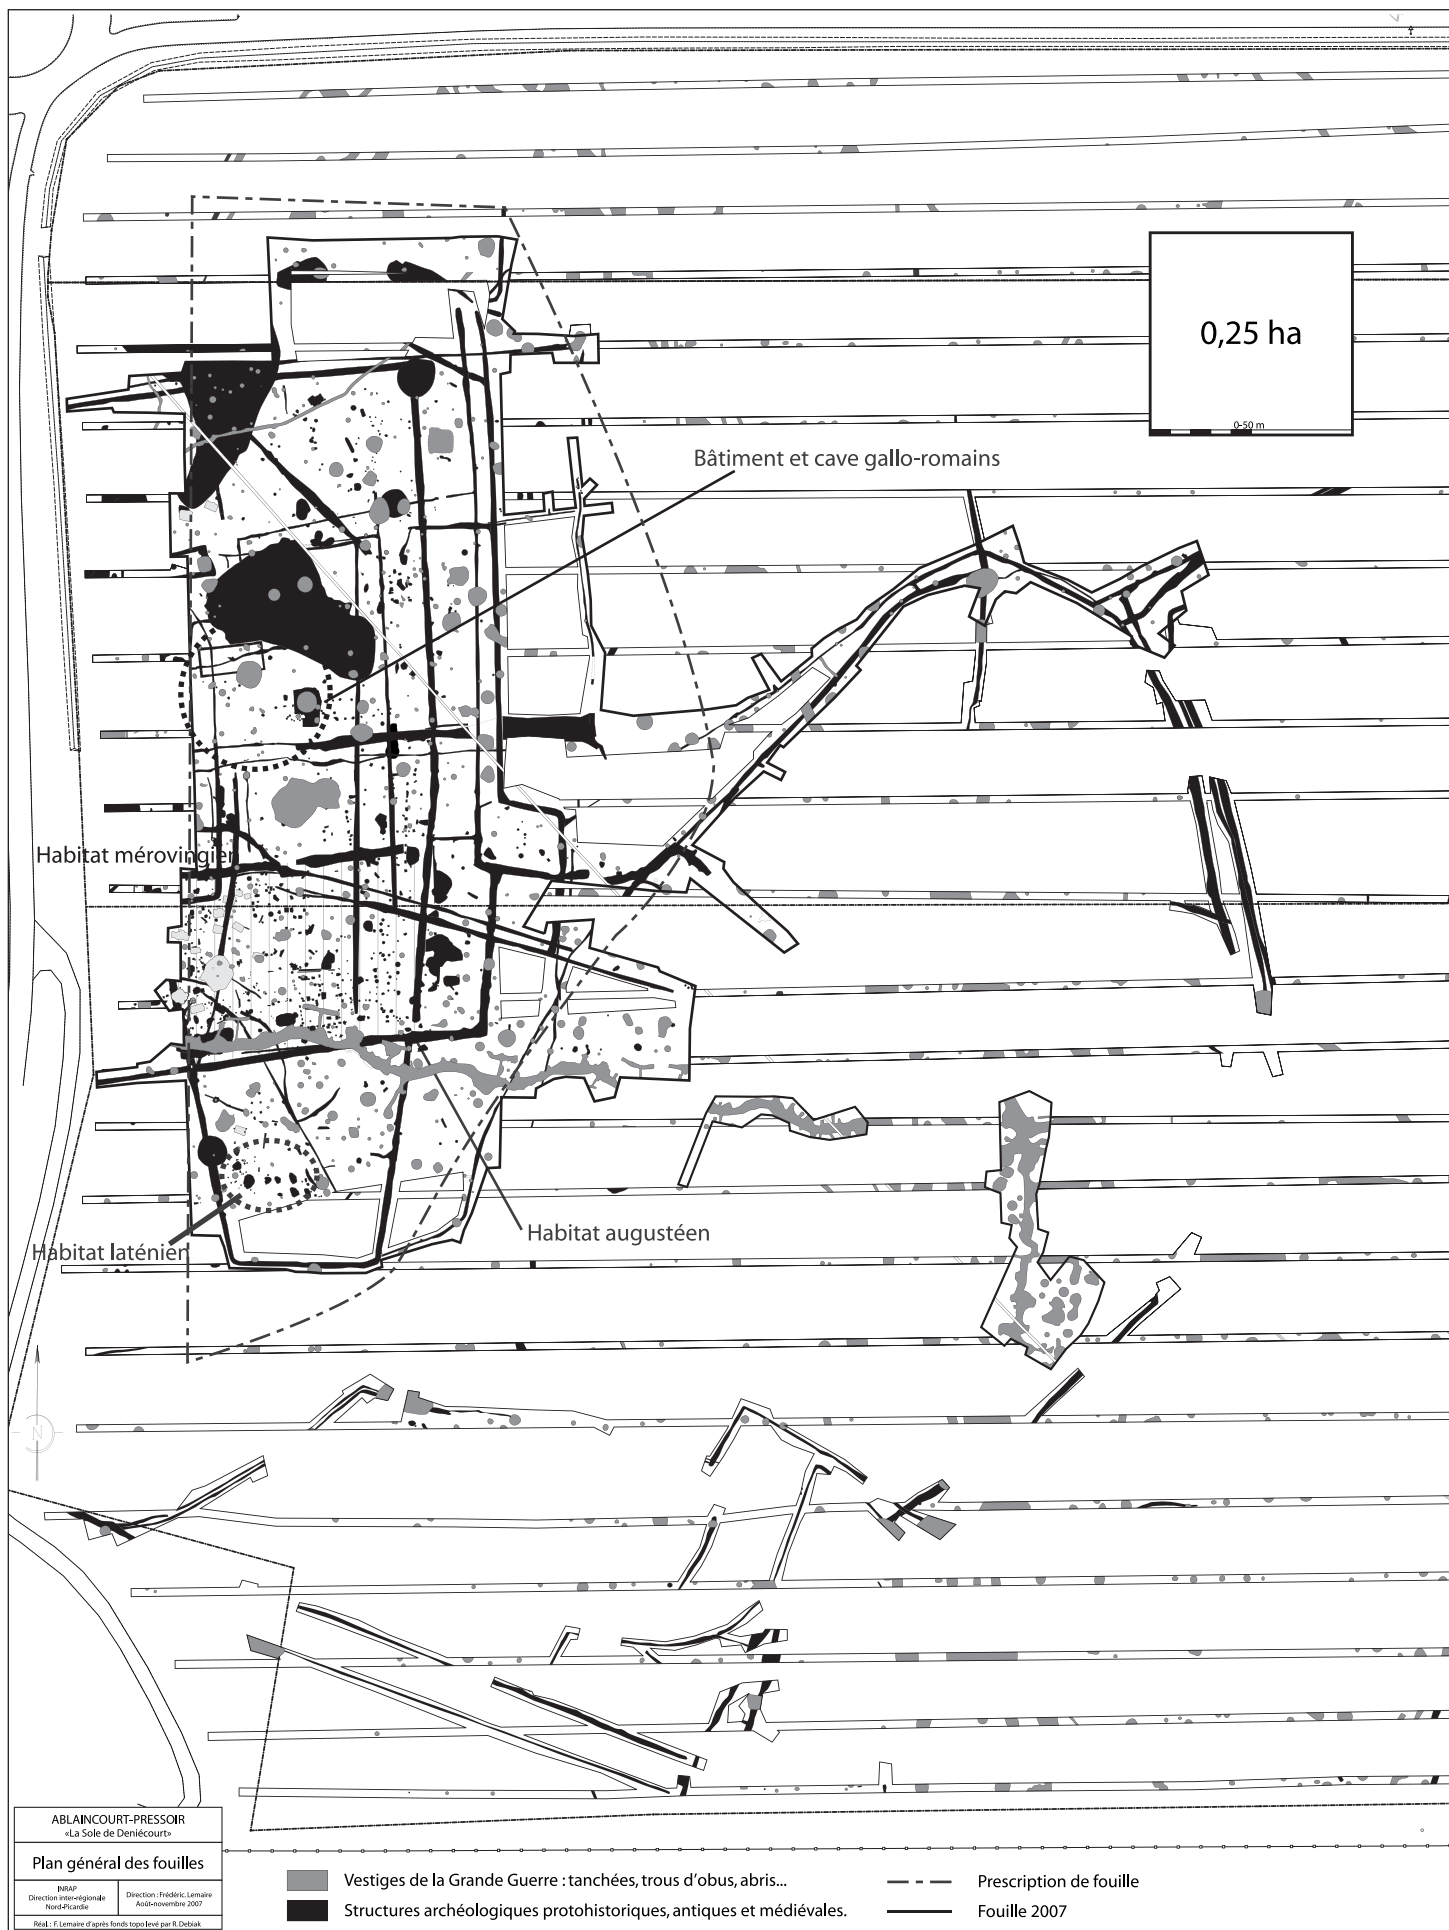 0,25 ha
0-50 m
Bâtiment et cave gallo-romains
Habitat mérovingien
Habitat augustéen
Habitat laténien
N
ABLAINCOURT-PRESSOIR
«La Sole de Deniécourt»
Plan général des fouilles
INRAP
Direction inter-régionale
Nord-Picardie
Direction : Frédéric Lemaire
Août-novembre 2007
Réal. : F. Lemaire d'après fonds topo levé par R. Debiak
Vestiges de la Grande Guerre : tanchées, trous d'obus, abris...
Structures archéologiques protohistoriques, antiques et médiévales.
Prescription de fouille
Fouille 2007